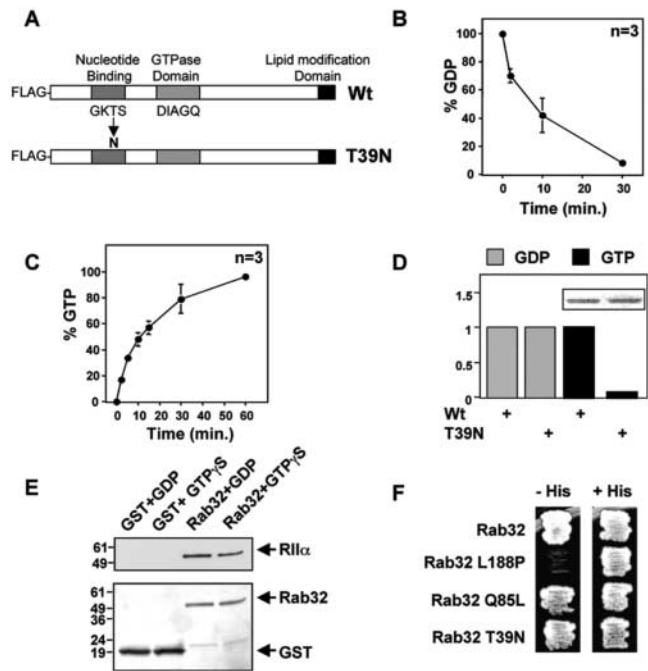 A
Nucleotide Binding
GTPase Domain
Lipid modification Domain
FLAG- Wt
GKTS DIAGQ
N
FLAG- T39N
B
n=3
% GDP
100
80
60
40
20
0
0 10 20 30
Time (min.)
C
n=3
% GTP
100
80
60
40
20
0
0 10 20 30 40 50 60
Time (min.)
D
GDP GTP
1.5
1
0.5
0
Wt + +
T39N + +
E
GST+GDP
GST+ GTPγS
Rab32+GDP
Rab32+GTPγS
61
49
RIIα
61
49
36
24
19
Rab32
GST
F
- His + His
Rab32
Rab32 L188P
Rab32 Q85L
Rab32 T39N